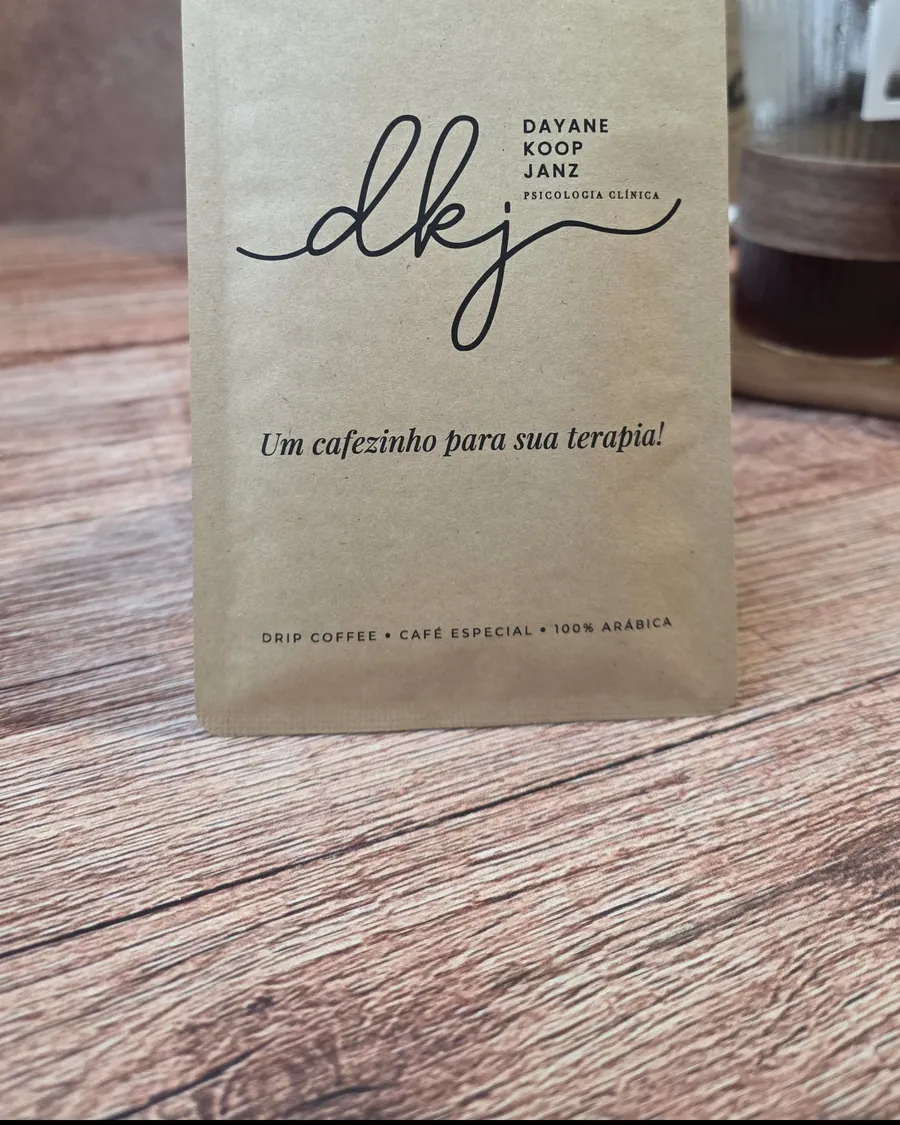 dkj
DAYANE
KOOP
JANZ
PSICOLOGIA CLÍNICA
Um cafezinho para sua terapia!
DRIP COFFEE • CAFÉ ESPECIAL • 100% ARÁBICA